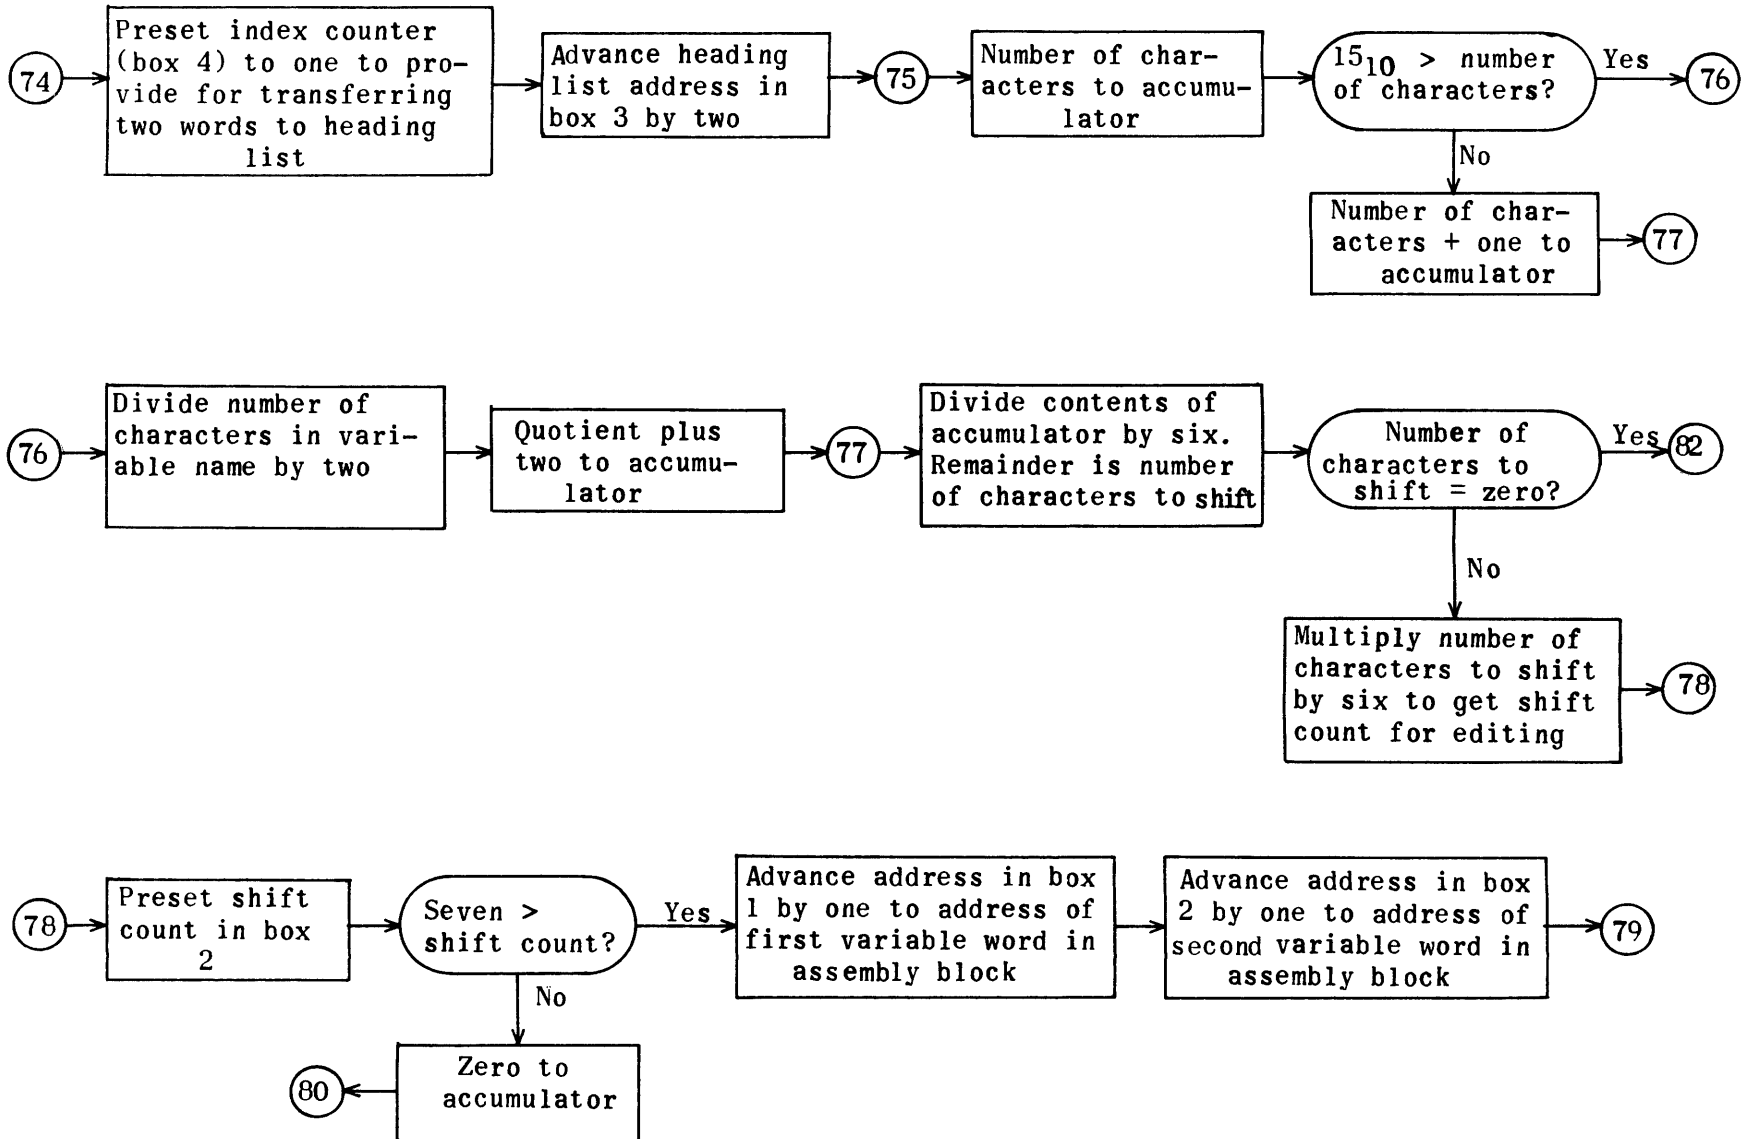 74
Preset index counter
(box 4) to one to pro-
vide for transferring
two words to heading
list
Advance heading
list address in
box 3 by two
75
Number of char-
acters to accumu-
lator
15₁₀ > number
of characters?
Yes
76
No
Number of char-
acters + one to
accumulator
77
76
Divide number of
characters in vari-
able name by two
Quotient plus
two to accumu-
lator
77
Divide contents of
accumulator by six.
Remainder is number
of characters to shift
Number of
characters to
shift = zero?
Yes
82
No
Multiply number of
characters to shift
by six to get shift
count for editing
78
78
Preset shift
count in box
2
Seven >
shift count?
Yes
Advance address in box
1 by one to address of
first variable word in
assembly block
Advance address in box
2 by one to address of
second variable word in
assembly block
79
No
Zero to
accumulator
80